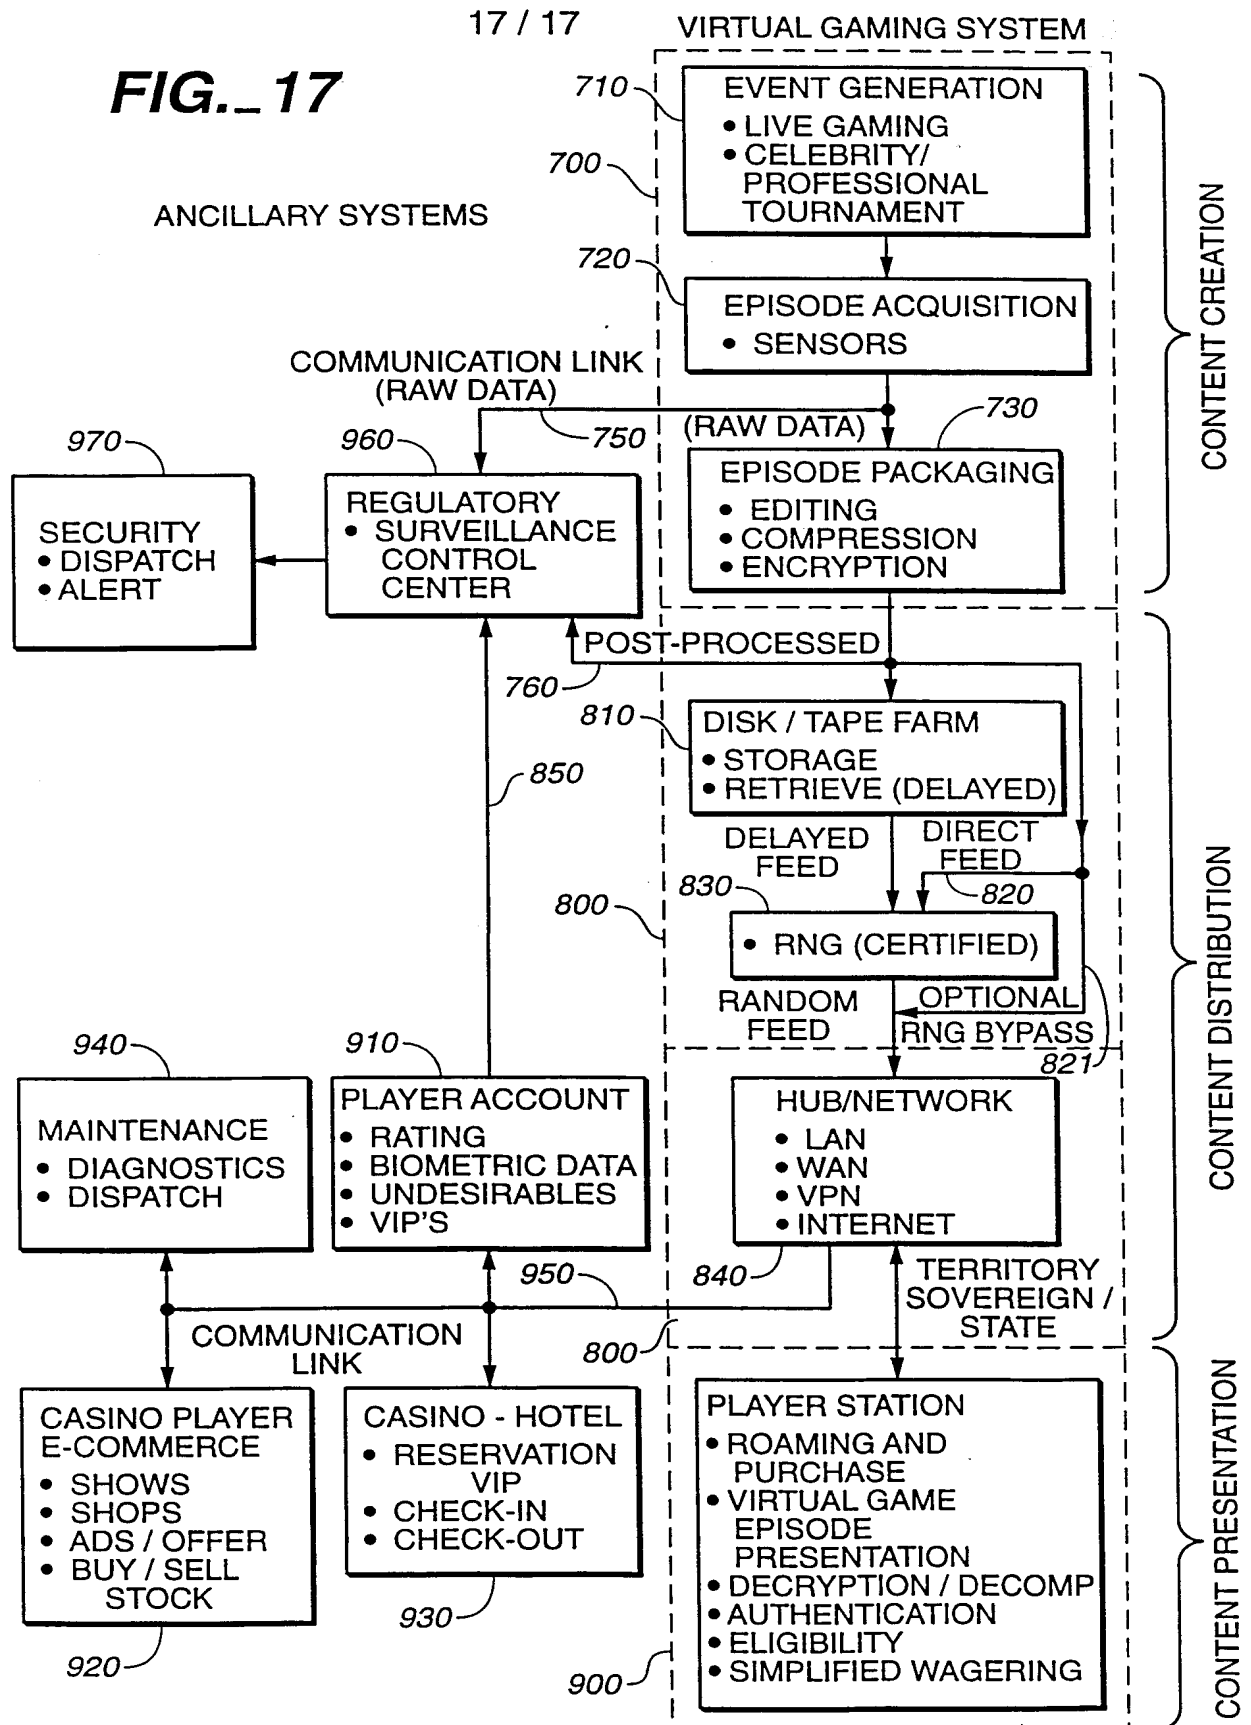 17 / 17
VIRTUAL GAMING SYSTEM
FIG._17
ANCILLARY SYSTEMS
710
EVENT GENERATION
• LIVE GAMING
• CELEBRITY/
PROFESSIONAL
TOURNAMENT
700
720
EPISODE ACQUISITION
• SENSORS
CONTENT CREATION
COMMUNICATION LINK
(RAW DATA)
750
(RAW DATA)
730
EPISODE PACKAGING
• EDITING
• COMPRESSION
• ENCRYPTION
960
REGULATORY
• SURVEILLANCE
CONTROL
CENTER
970
SECURITY
• DISPATCH
• ALERT
POST-PROCESSED
760
810
DISK / TAPE FARM
• STORAGE
• RETRIEVE (DELAYED)
850
DELAYED
FEED
DIRECT
FEED
820
830
800
• RNG (CERTIFIED)
RANDOM
FEED
OPTIONAL
RNG BYPASS
821
CONTENT DISTRIBUTION
940
MAINTENANCE
• DIAGNOSTICS
• DISPATCH
910
PLAYER ACCOUNT
• RATING
• BIOMETRIC DATA
• UNDESIRABLES
• VIP'S
HUB/NETWORK
• LAN
• WAN
• VPN
• INTERNET
840
950
TERRITORY
SOVEREIGN /
STATE
COMMUNICATION
LINK
800
CASINO PLAYER
E-COMMERCE
• SHOWS
• SHOPS
• ADS / OFFER
• BUY / SELL
STOCK
920
CASINO - HOTEL
• RESERVATION
VIP
• CHECK-IN
• CHECK-OUT
930
PLAYER STATION
• ROAMING AND
PURCHASE
• VIRTUAL GAME
EPISODE
PRESENTATION
• DECRYPTION / DECOMP
• AUTHENTICATION
• ELIGIBILITY
• SIMPLIFIED WAGERING
900
CONTENT PRESENTATION